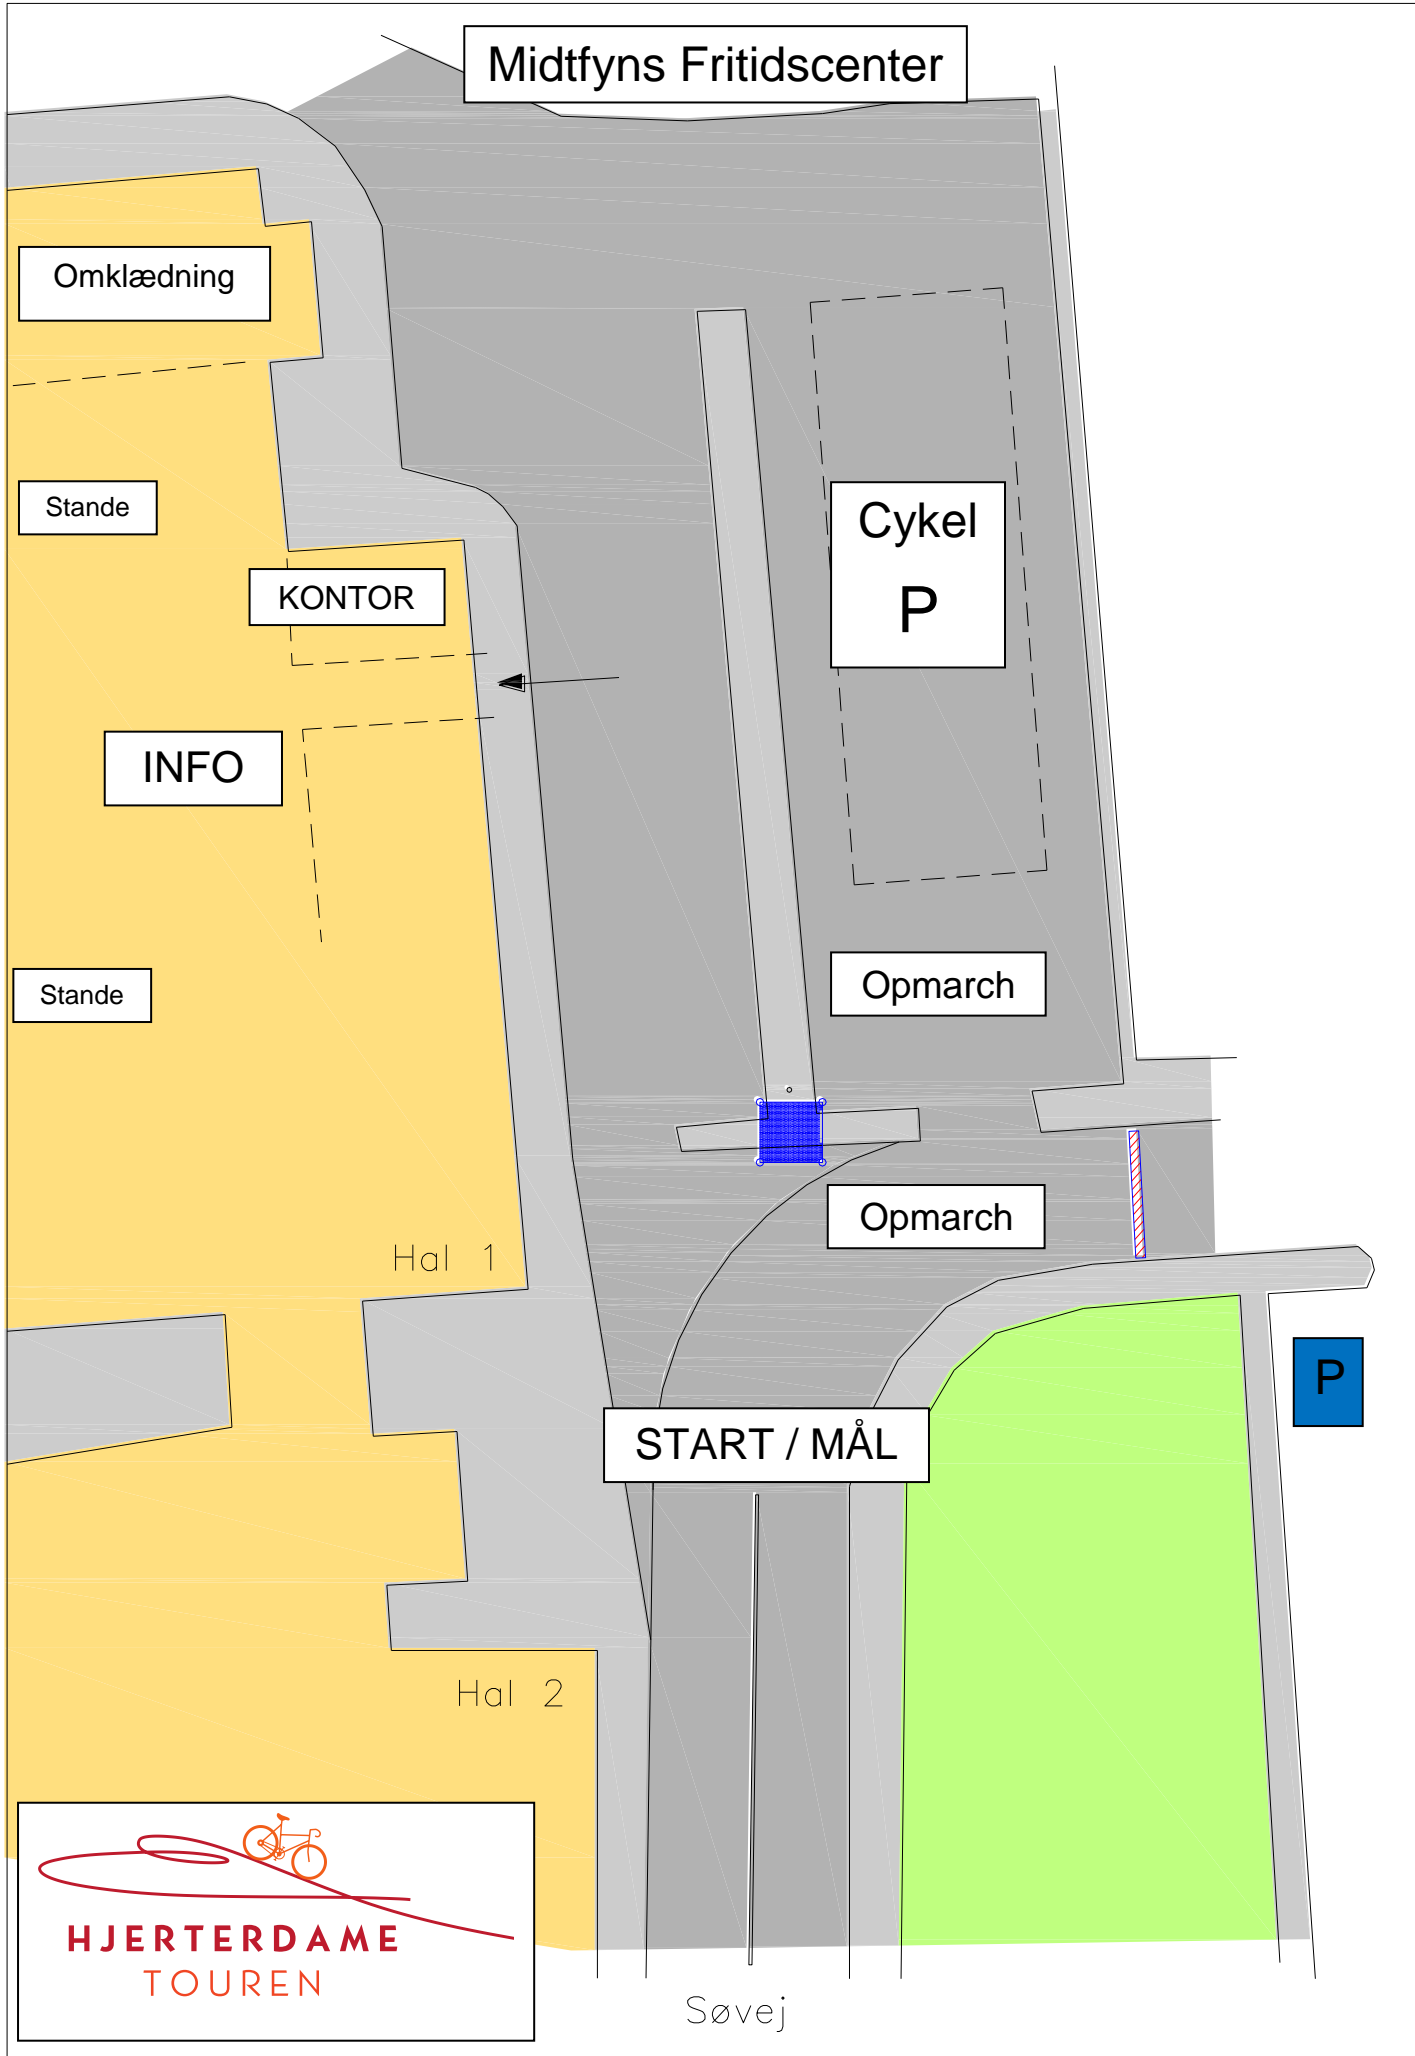 Midtfyns Fritidscenter
Omklædning
Stande
Cykel
P
KONTOR
INFO
Stande
Opmarch
Opmarch
Hal 1
P
START / MÅL
Hal 2
HJERTERDAME
TOUREN
Søvej